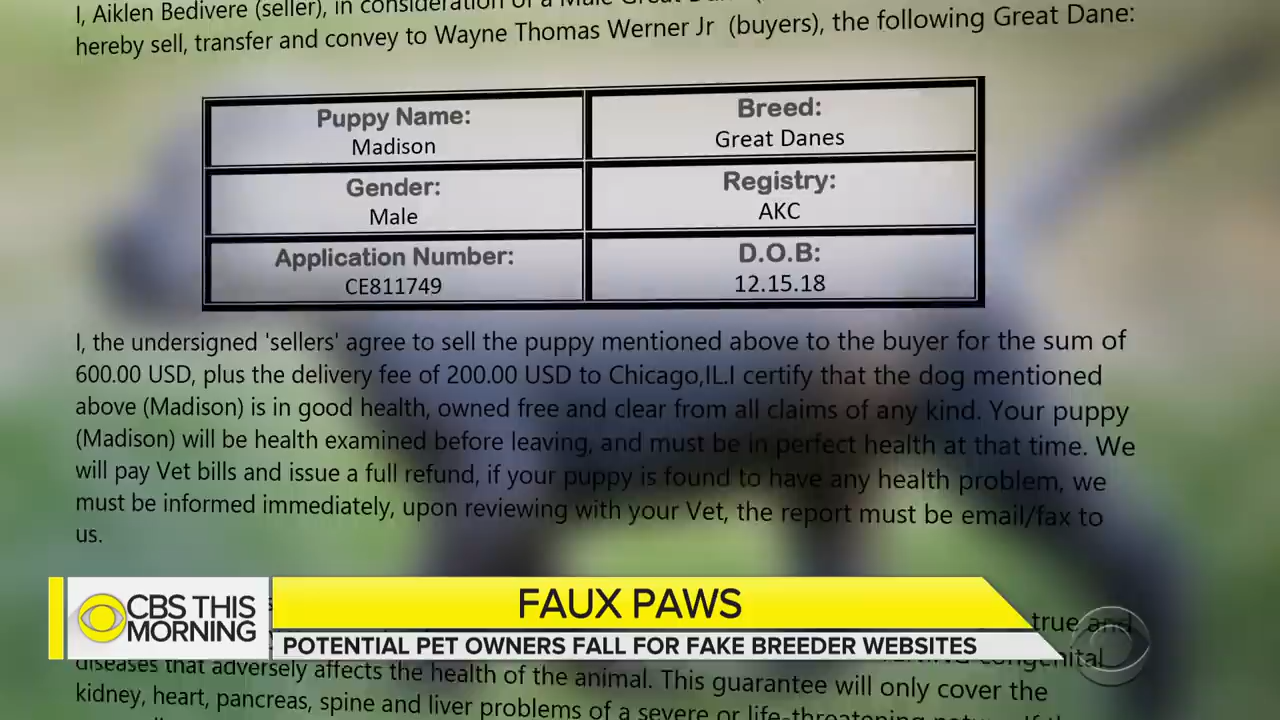 I, Aiklen Bedivere (seller), in consideration of a Male Great
hereby sell, transfer and convey to Wayne Thomas Werner Jr (buyers), the following Great Dane:
Puppy Name:
Madison
Breed:
Great Danes
Gender:
Male
Registry:
AKC
Application Number:
CE811749
D.O.B:
12.15.18
I, the undersigned 'sellers' agree to sell the puppy mentioned above to the buyer for the sum of
600.00 USD, plus the delivery fee of 200.00 USD to Chicago,IL.I certify that the dog mentioned
above (Madison) is in good health, owned free and clear from all claims of any kind. Your puppy
(Madison) will be health examined before leaving, and must be in perfect health at that time. We
will pay Vet bills and issue a full refund, if your puppy is found to have any health problem, we
must be informed immediately, upon reviewing with your Vet, the report must be email/fax to
us.
CBS THIS
MORNING
FAUX PAWS
POTENTIAL PET OWNERS FALL FOR FAKE BREEDER WEBSITES
true and
congenital
diseases that adversely affects the health of the animal. This guarantee will only cover the
kidney, heart, pancreas, spine and liver problems of a severe or life-threatening